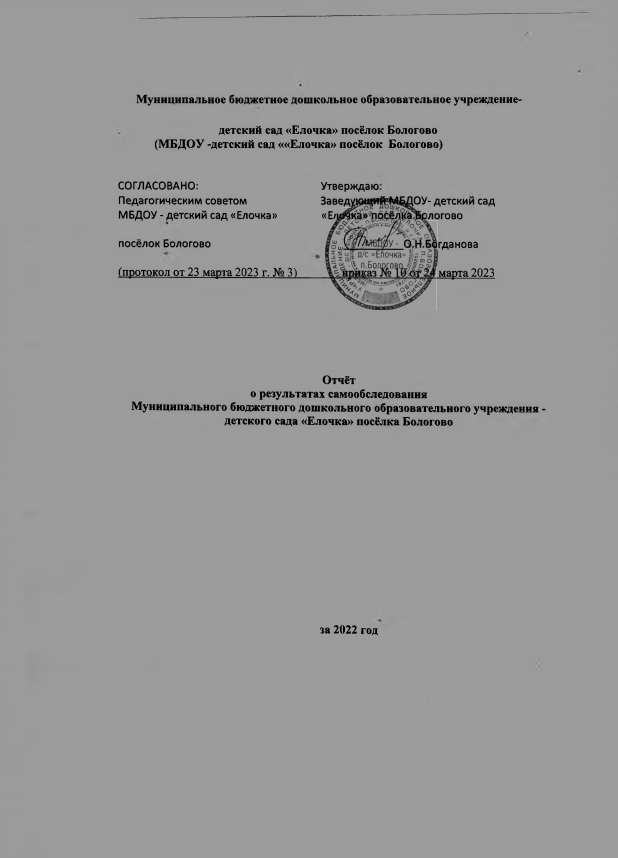 Муниципальное бюджетное дошкольное образовательное учреждение-
детский сад «Елочка» посёлок Бологово
(МБДОУ -детский сад ««Елочка» посёлок Бологово)
СОГЛАСОВАНО:
Педагогическим советом
МБДОУ - детский сад «Елочка»
посёлок Бологово
(протокол от 23 марта 2023 г. № 3)
Утверждаю:
Заведующий МБДОУ- детский сад
«Елочка» посёлка Бологово
О.Н.Богданова
приказ № 10 от 24 марта 2023
МБДОУ -
д/с «Елочка»
п.Бологово
Отчёт
о результатах самообследования
Муниципального бюджетного дошкольного образовательного учреждения -
детского сада «Елочка» посёлка Бологово
за 2022 год